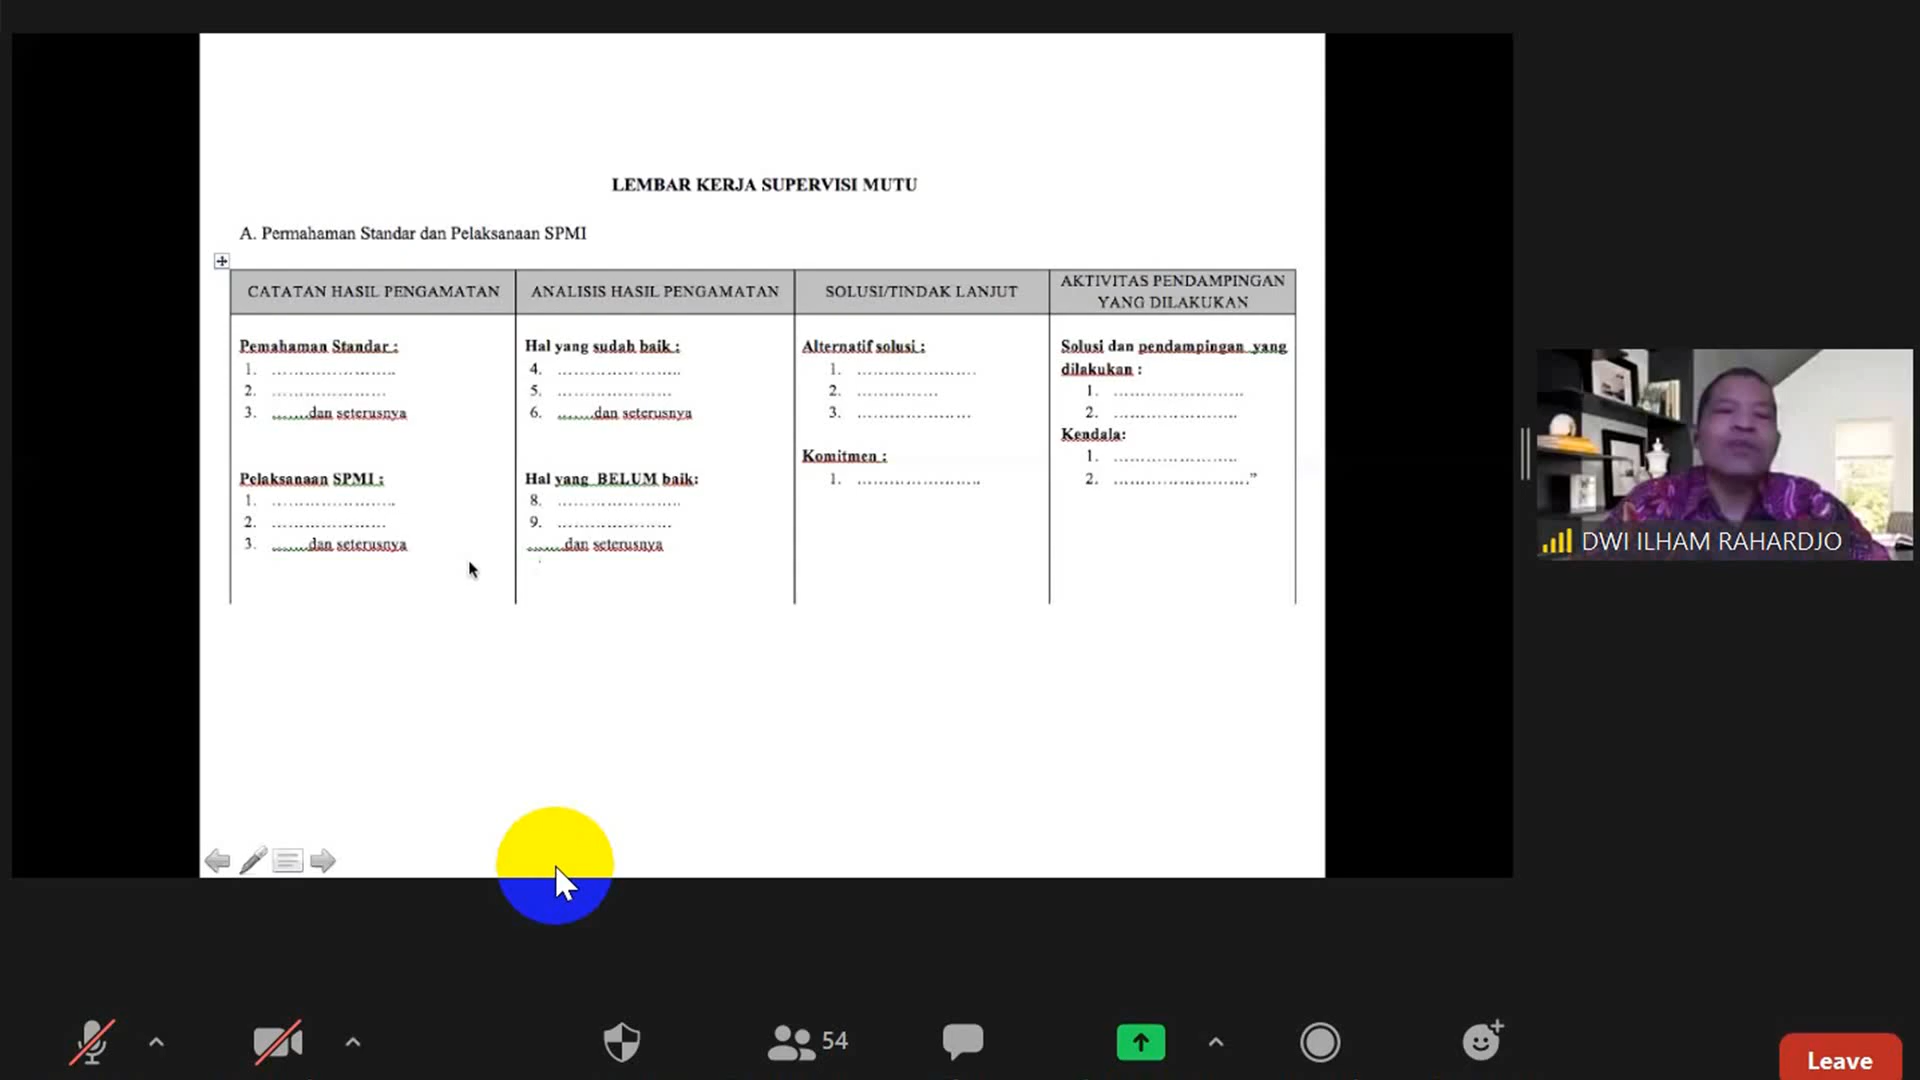 LEMBAR KERJA SUPERVISI MUTU
A. Permahaman Standar dan Pelaksanaan SPMI
CATATAN HASIL PENGAMATAN
ANALISIS HASIL PENGAMATAN
SOLUSI/TINDAK LANJUT
AKTIVITAS PENDAMPINGAN
YANG DILAKUKAN
Pemahaman Standar :
1. ........................
2. ......................
3. .......dan seterusnya
Pelaksanaan SPMI :
1. ........................
2. ......................
3. .......dan seterusnya
Hal yang sudah baik :
4. ........................
5. ......................
6. .......dan seterusnya
Hal yang BELUM baik:
8. ........................
9. ......................
.......dan seterusnya
Alternatif solusi :
1. .......................
2. ................
3. ......................
Komitmen :
1. ........................
Solusi dan pendampingan yang
dilakukan :
1. .........................
2. ........................
Kendala:
1. ........................
2. ..........................”
DWI ILHAM RAHARDJO
54
Leave